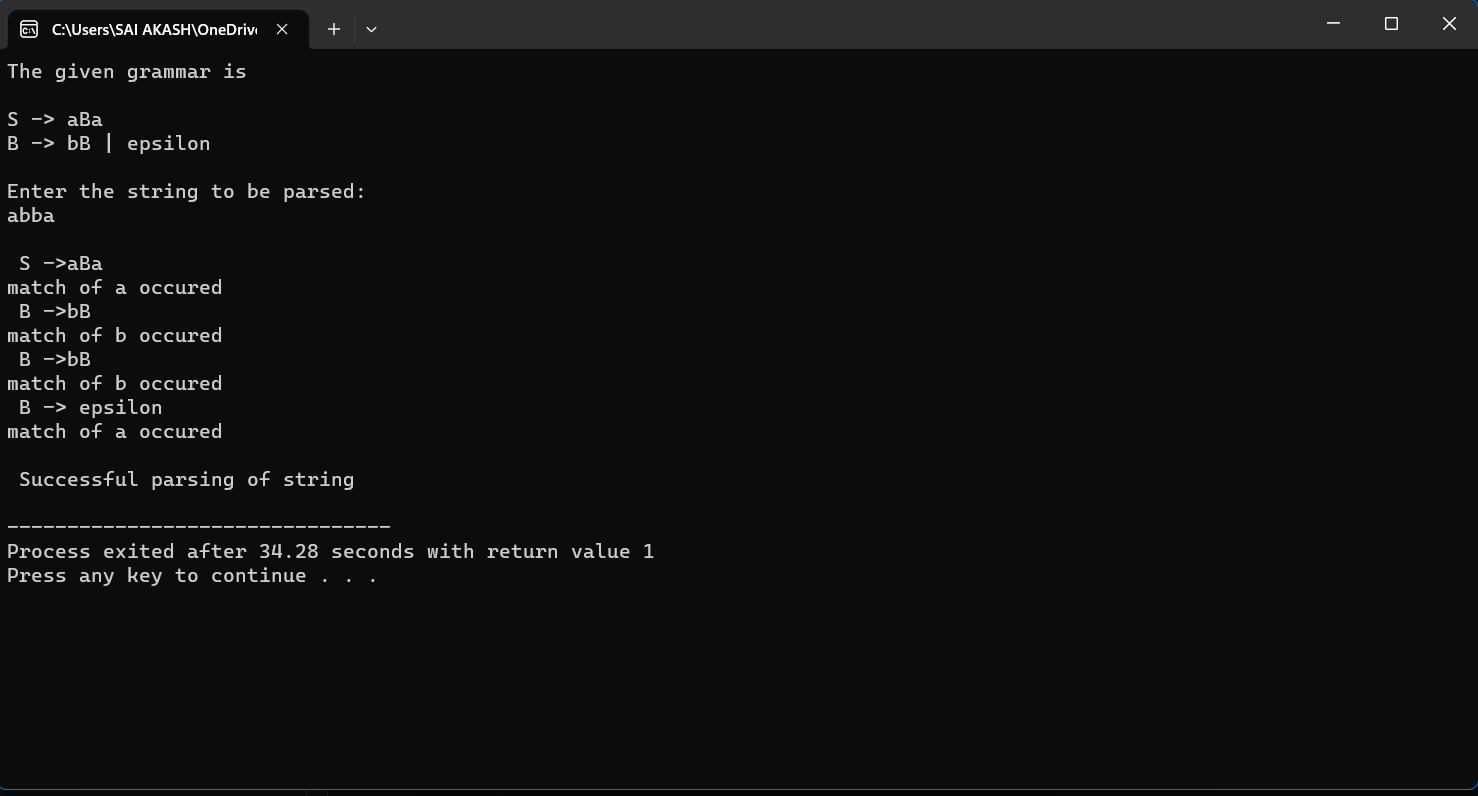 C:\Users\SAI AKASH\OneDrive
The given grammar is
S -> aBa
B -> bB | epsilon
Enter the string to be parsed:
abba
S ->aBa
match of a occured
B ->bB
match of b occured
B ->bB
match of b occured
B -> epsilon
match of a occured
Successful parsing of string
--------------------------------
Process exited after 34.28 seconds with return value 1
Press any key to continue . . .